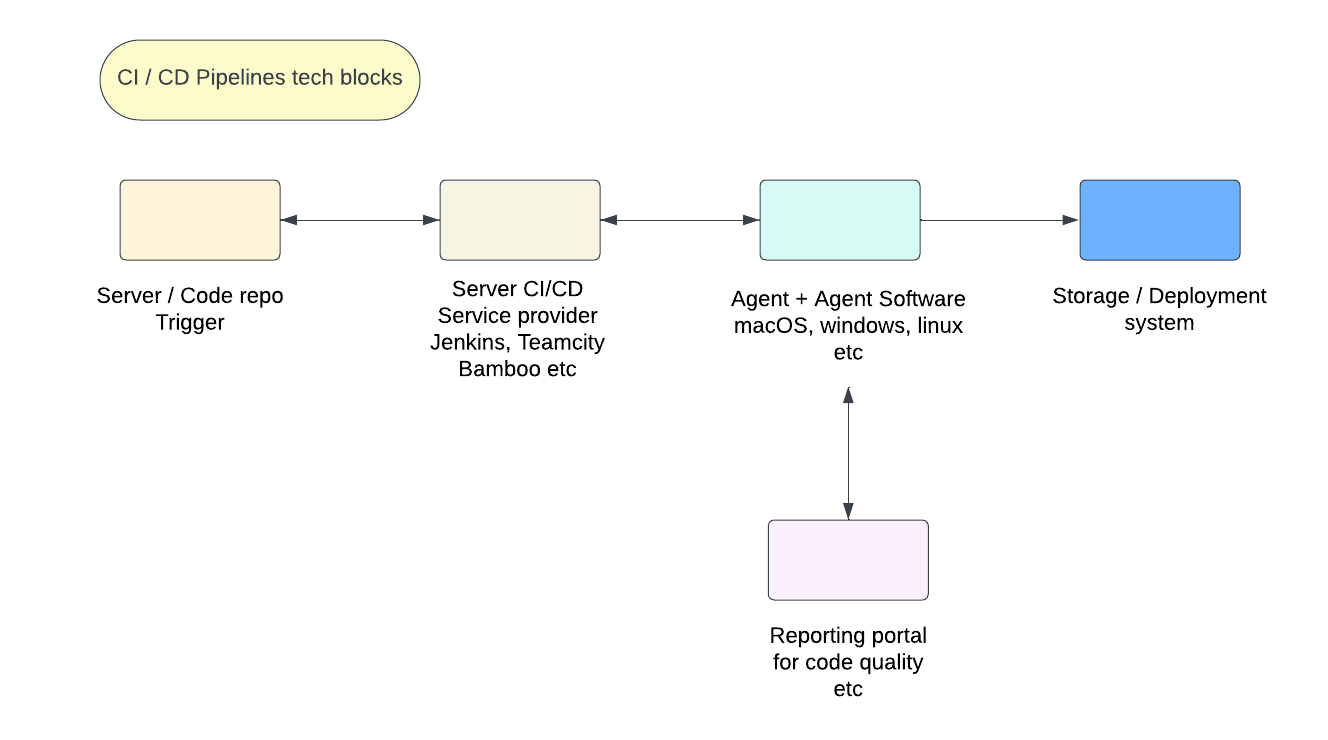 CI / CD Pipelines tech blocks
Server / Code repo
Trigger
Server CI/CD
Service provider
Jenkins, Teamcity
Bamboo etc
Agent + Agent Software
macOS, windows, linux
etc
Storage / Deployment
system
Reporting portal
for code quality
etc